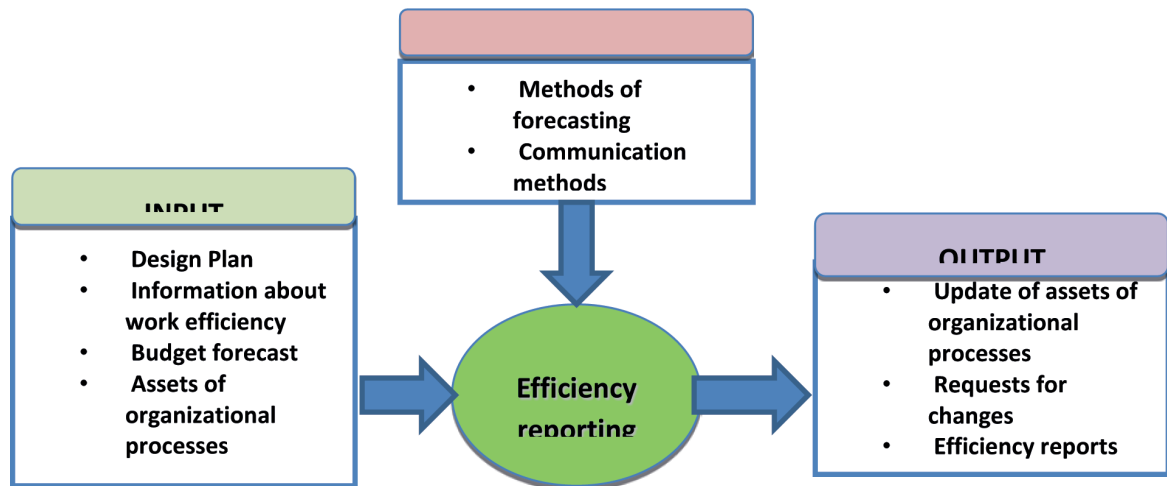 • Methods of
forecasting
• Communication
methods
INPUT
• Design Plan
• Information about
work efficiency
• Budget forecast
• Assets of
organizational
processes
Efficiency
reporting
OUTPUT
• Update of assets of
organizational
processes
• Requests for
changes
• Efficiency reports